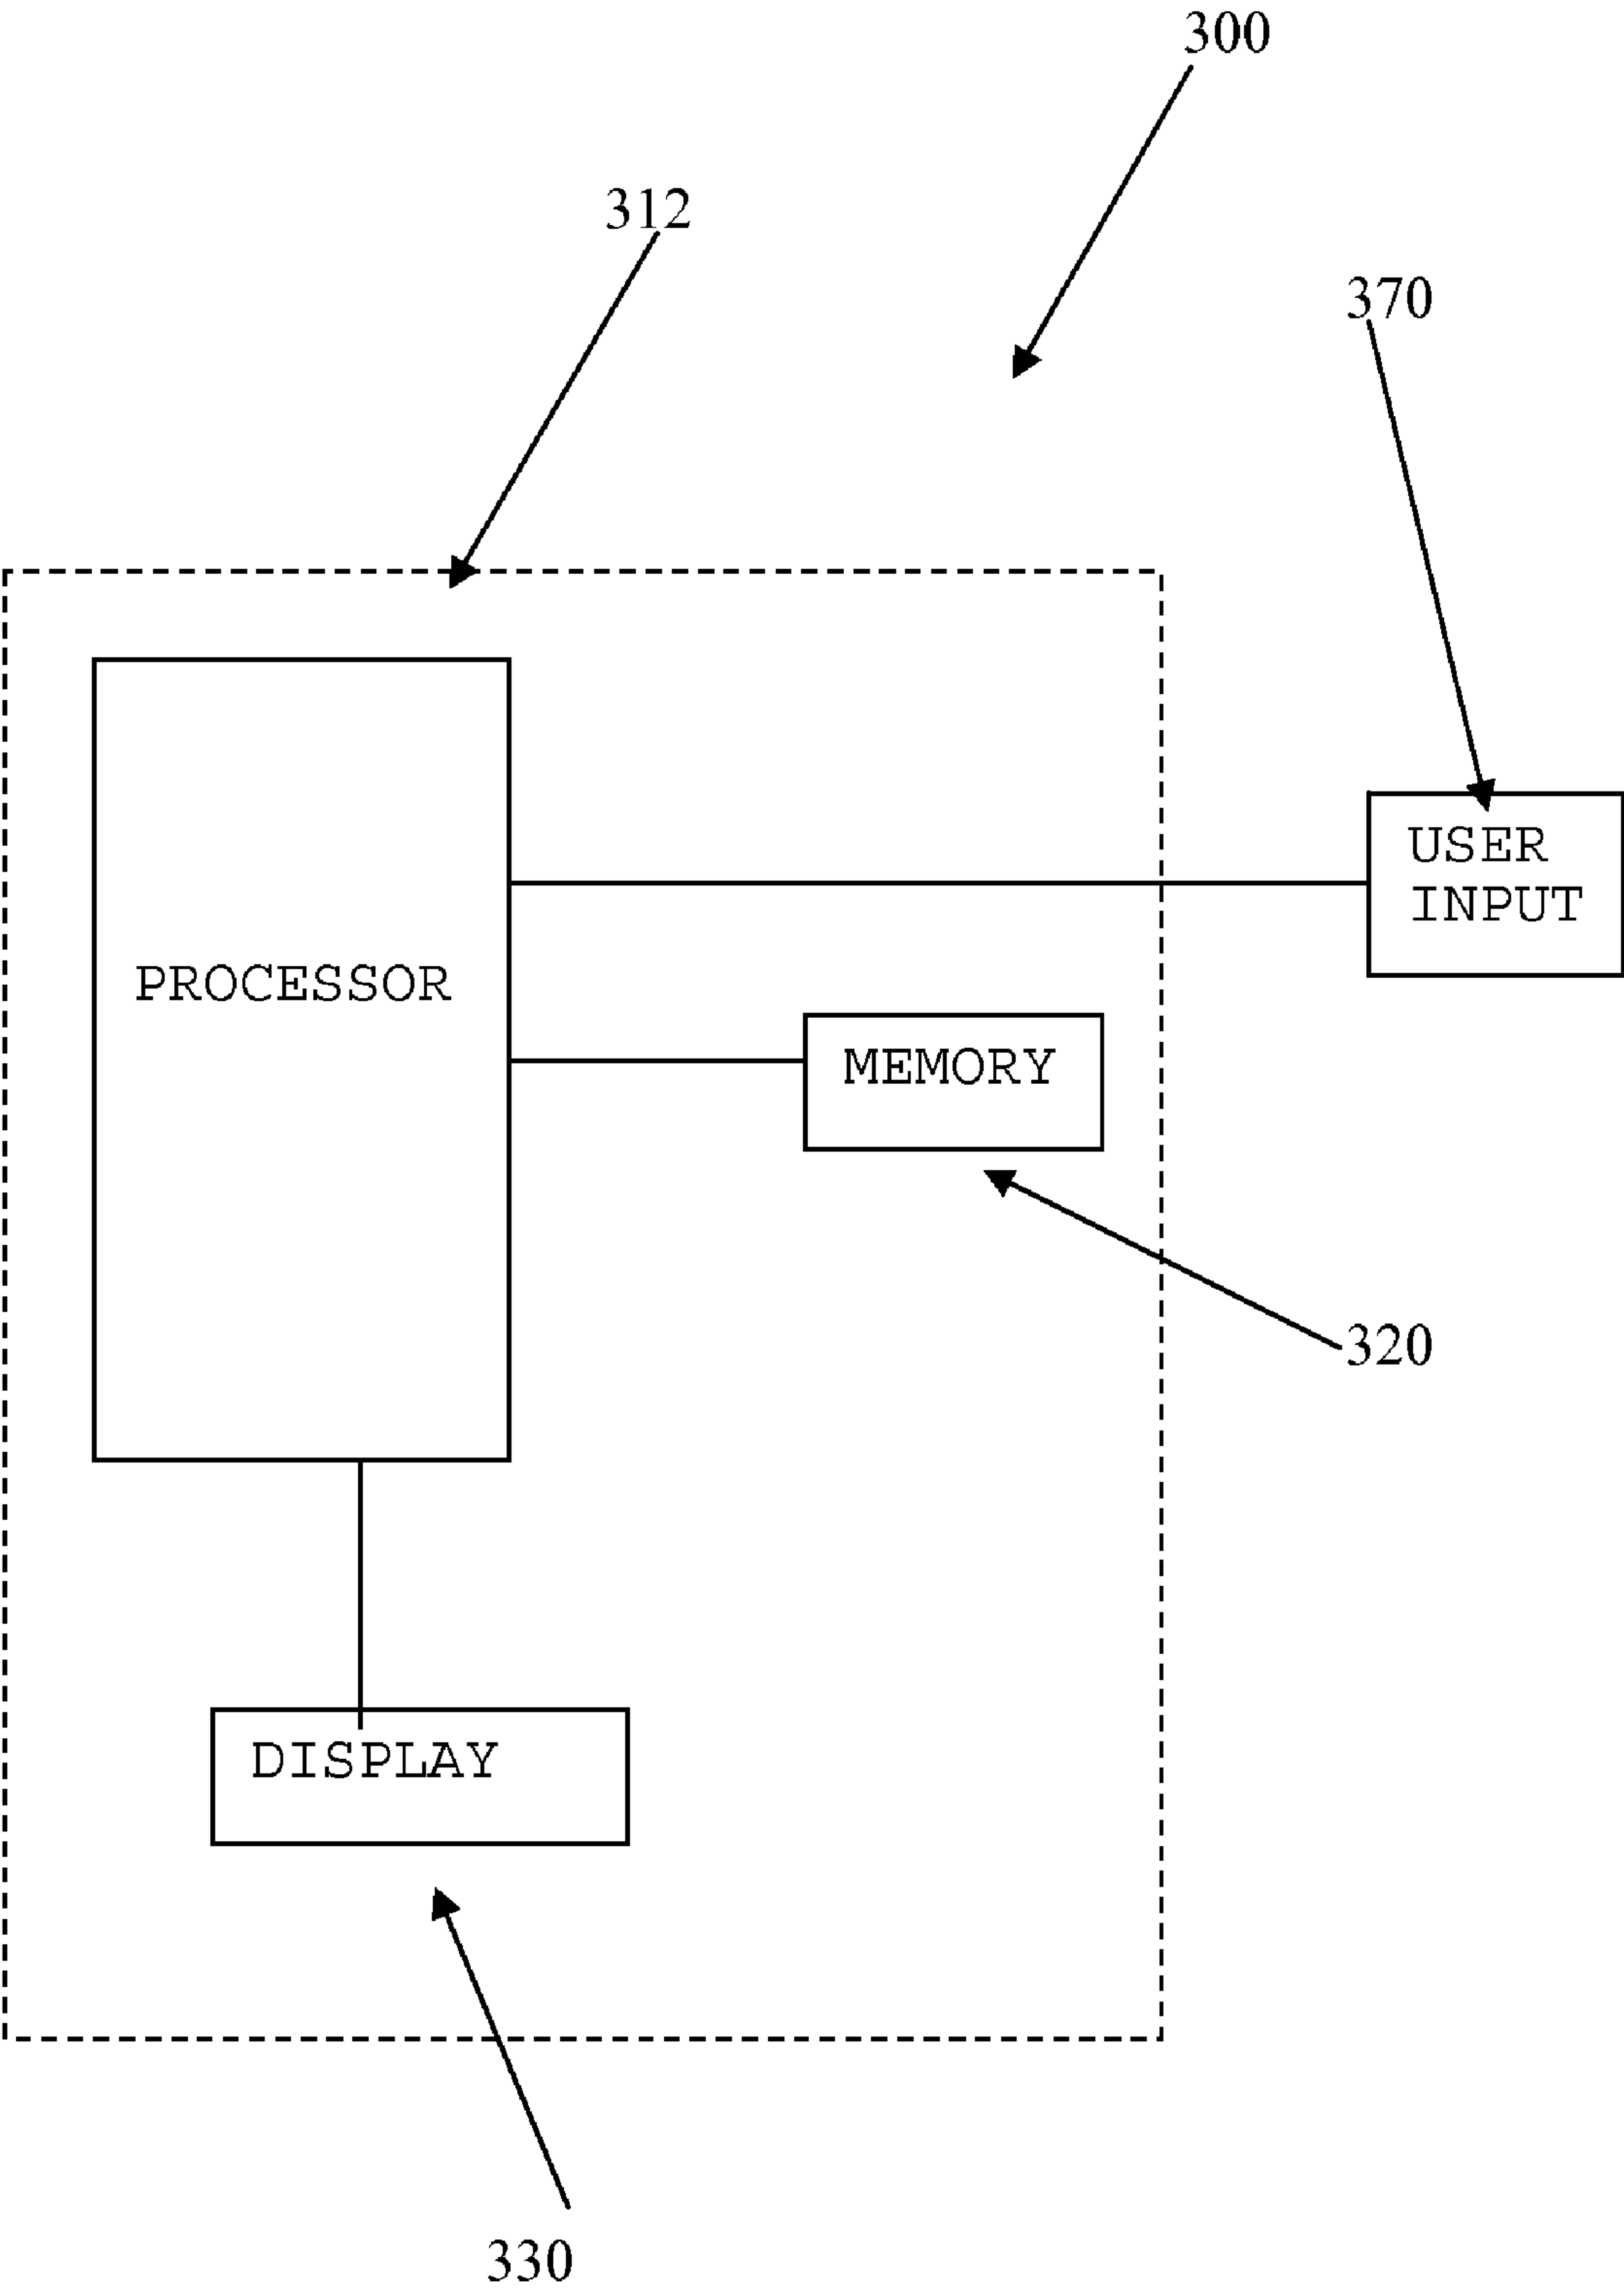 300
312
370
USER
INPUT
PROCESSOR
MEMORY
320
DISPLAY
330